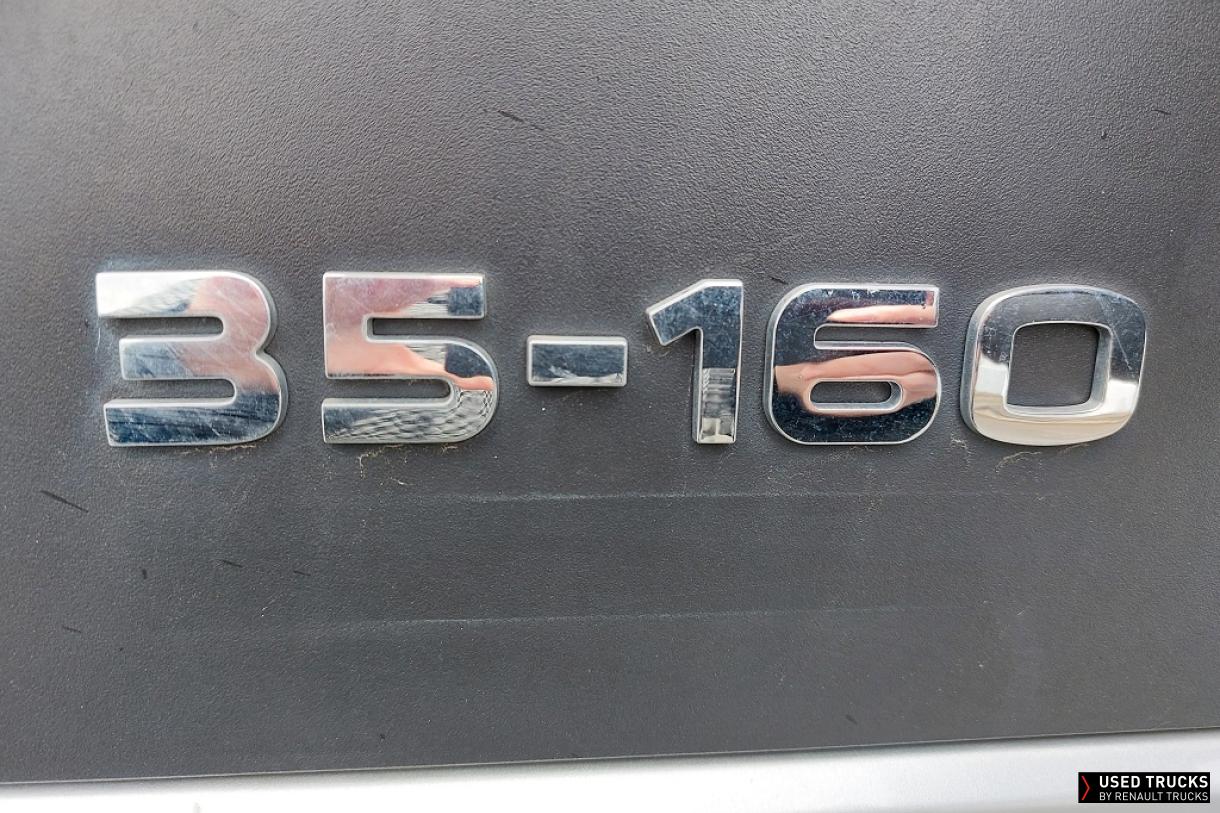 35-160
USED TRUCKS
BY RENAULT TRUCKS